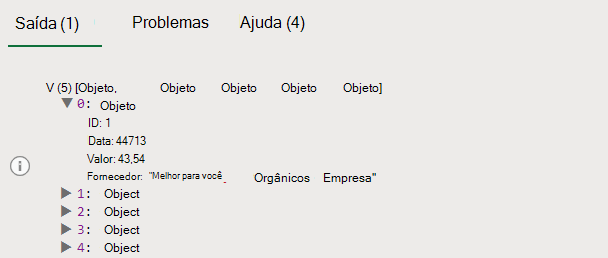 Saída (1) Problemas Ajuda (4)
V (5) [Objeto, Objeto Objeto Objeto Objeto]
0: Objeto
ID: 1
Data: 44713
Valor: 43,54
Fornecedor: "Melhor para você. Orgânicos Empresa"
1: Object
2: Object
3: Object
4: Object